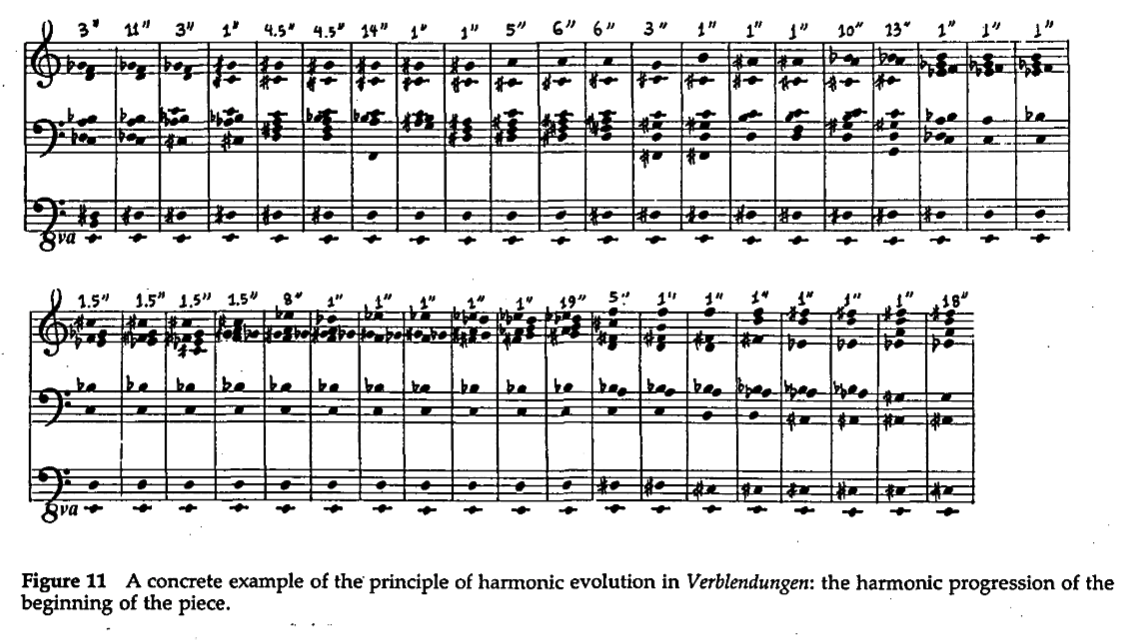 3" 11" 3" 1" 4.5" 4.5" 14" 1" 1" 5" 6" 6" 3" 1" 1" 1" 10" 13" 1" 1" 1"
8va
1.5" 1.5" 1.5" 1.5" 8" 1" 1" 1" 1" 1" 19" 5" 1" 1" 1" 1" 1" 1" 18"
8va
Figure 11 A concrete example of the principle of harmonic evolution in Verblendungen: the harmonic progression of the
beginning of the piece.